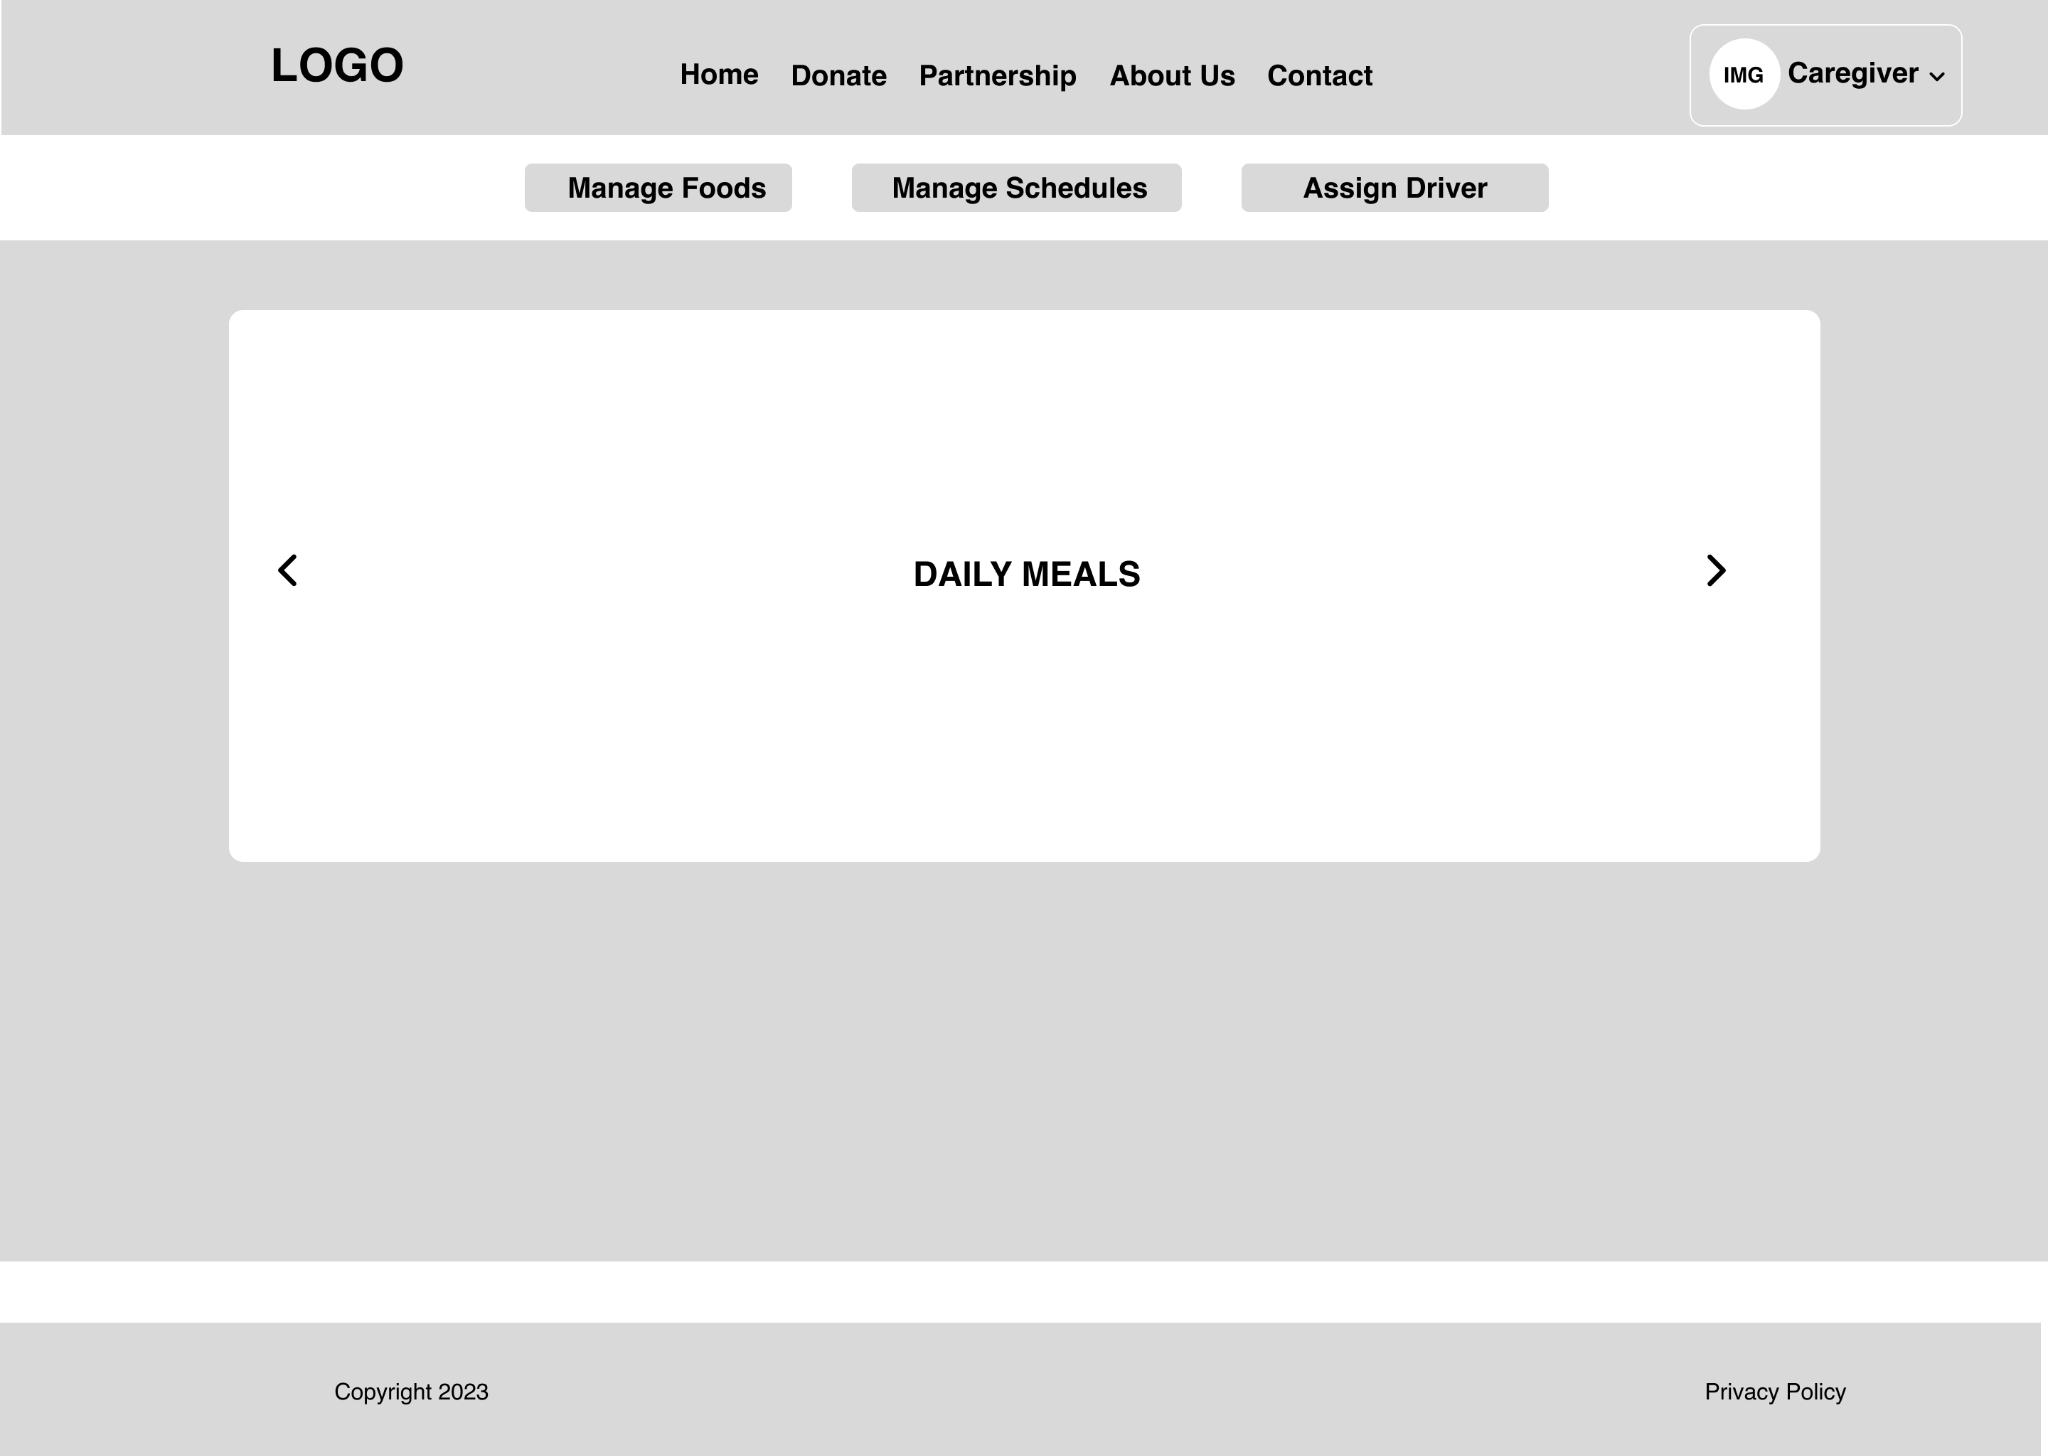 LOGO
Home Donate Partnership About Us Contact
IMG Caregiver
Manage Foods Manage Schedules Assign Driver
DAILY MEALS
Copyright 2023 Privacy Policy